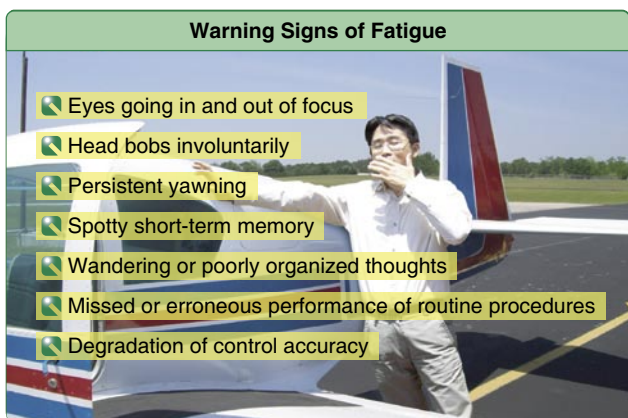 Warning Signs of Fatigue
Eyes going in and out of focus
Head bobs involuntarily
Persistent yawning
Spotty short-term memory
Wandering or poorly organized thoughts
Missed or erroneous performance of routine procedures
Degradation of control accuracy